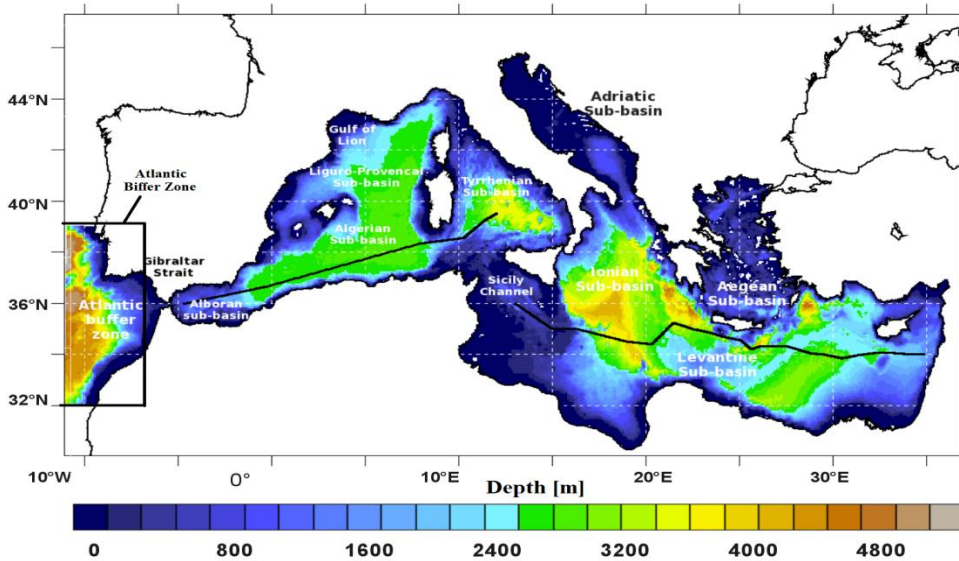 44°N
40°N
36°N
32°N
Atlantic
Biffer Zone
Gibraltar
Strait
Atlantic
buffer
zone
Alboran
sub-basin
Gulf of
Lion
Liguro-Provencal
Sub-basin
Algerian
Sub-basin
Tyrrhenian
Sub-basin
Adriatic
Sub-basin
Sicily
Channel
Ionian
Sub-basin
Aegean
Sub-basin
Levantine
Sub-basin
10°W
0°
10°E
20°E
30°E
Depth [m]
0 800 1600 2400 3200 4000 4800